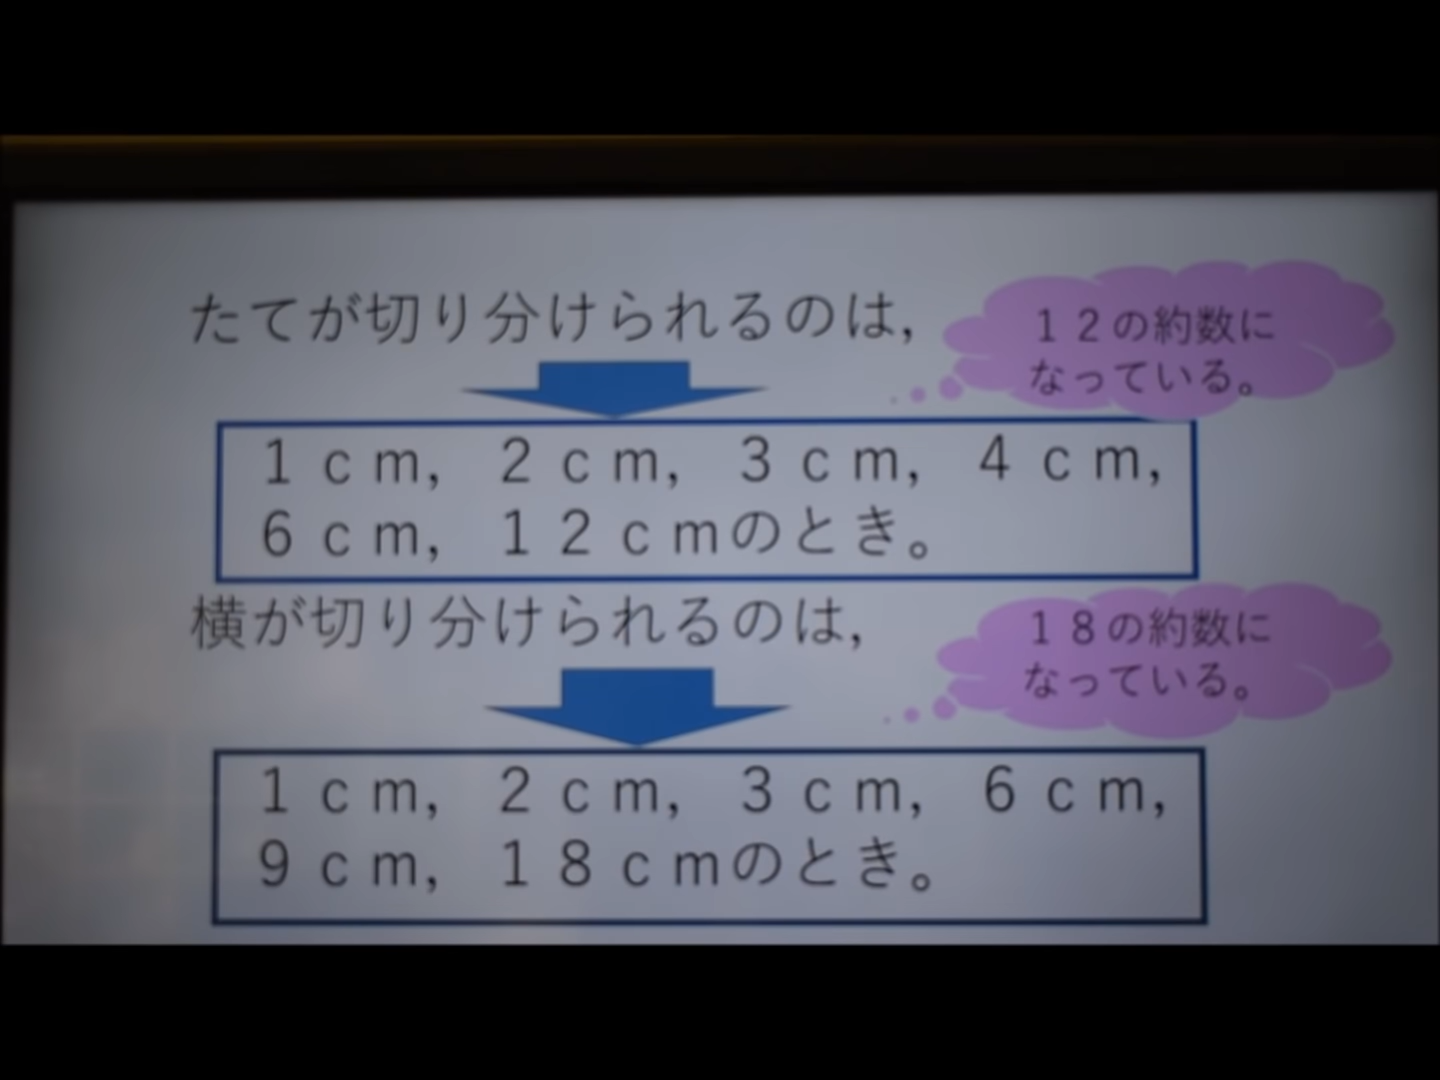 たてが切り分けられるのは,
12の約数に
なっている。
1cm, 2cm, 3cm, 4cm,
6cm, 12cmのとき。
横が切り分けられるのは,
18の約数に
なっている。
1cm, 2cm, 3cm, 6cm,
9cm, 18cmのとき。